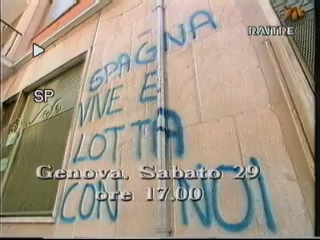 RAITRE
SP
SPAGNA
VIVE E
LOTTA
CON NOI
Genova, Sabato 29
ore 17.00